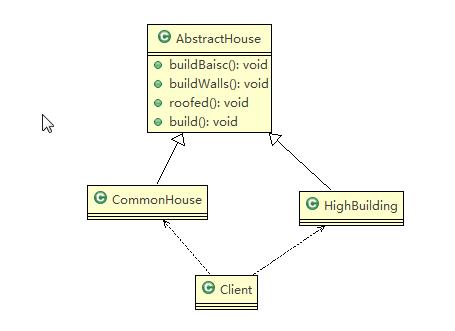 C AbstractHouse
buildBaisc(): void
buildWalls(): void
roofed(): void
build(): void
C CommonHouse
C HighBuilding
C Client